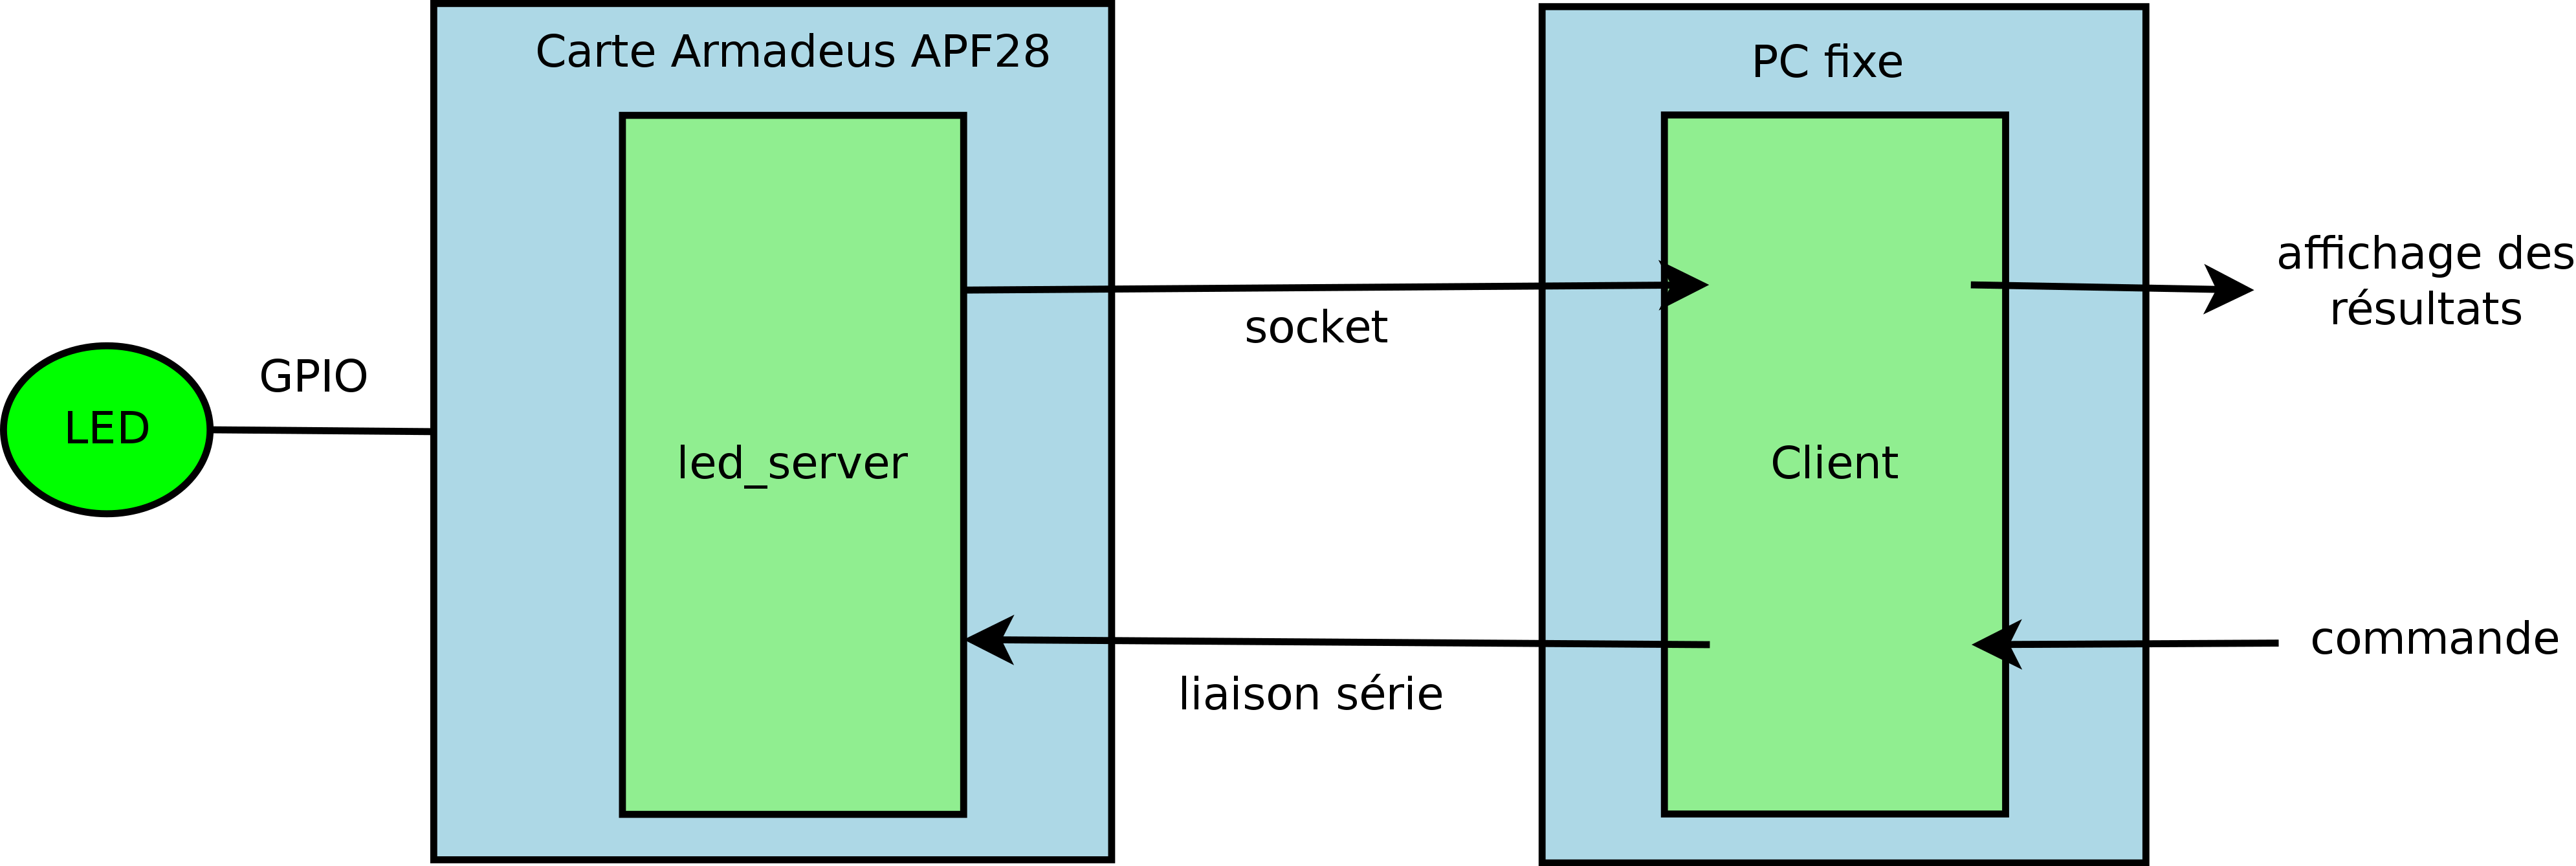 Carte Armadeus APF28
PC fixe
affichage des
résultats
socket
GPIO
LED
led_server
Client
commande
liaison série